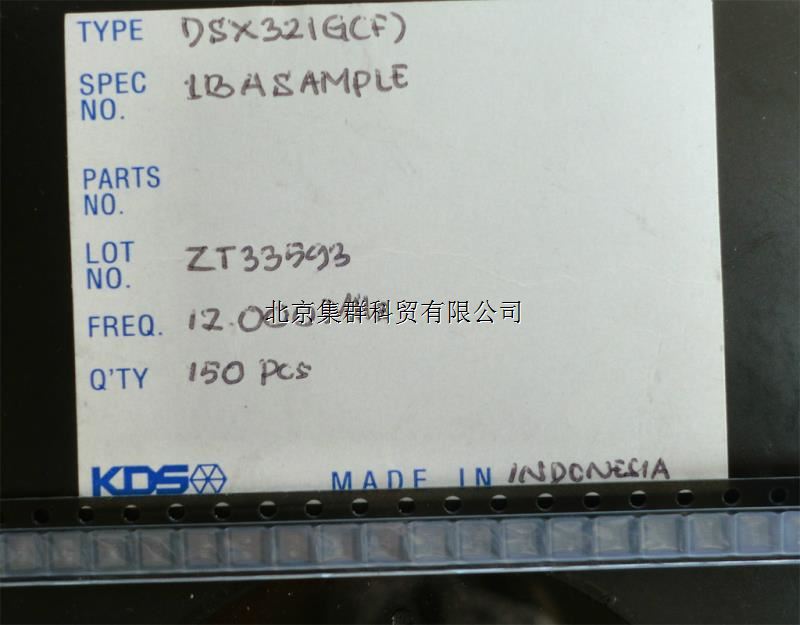 TYPE DSX321G(F)
SPEC NO. 1BASAMPLE
PARTS NO.
LOT NO. ZT33593
FREQ. 12.000
北京集群科贸有限公司
Q'TY 150 PCS
KDS MADE IN INDONESIA